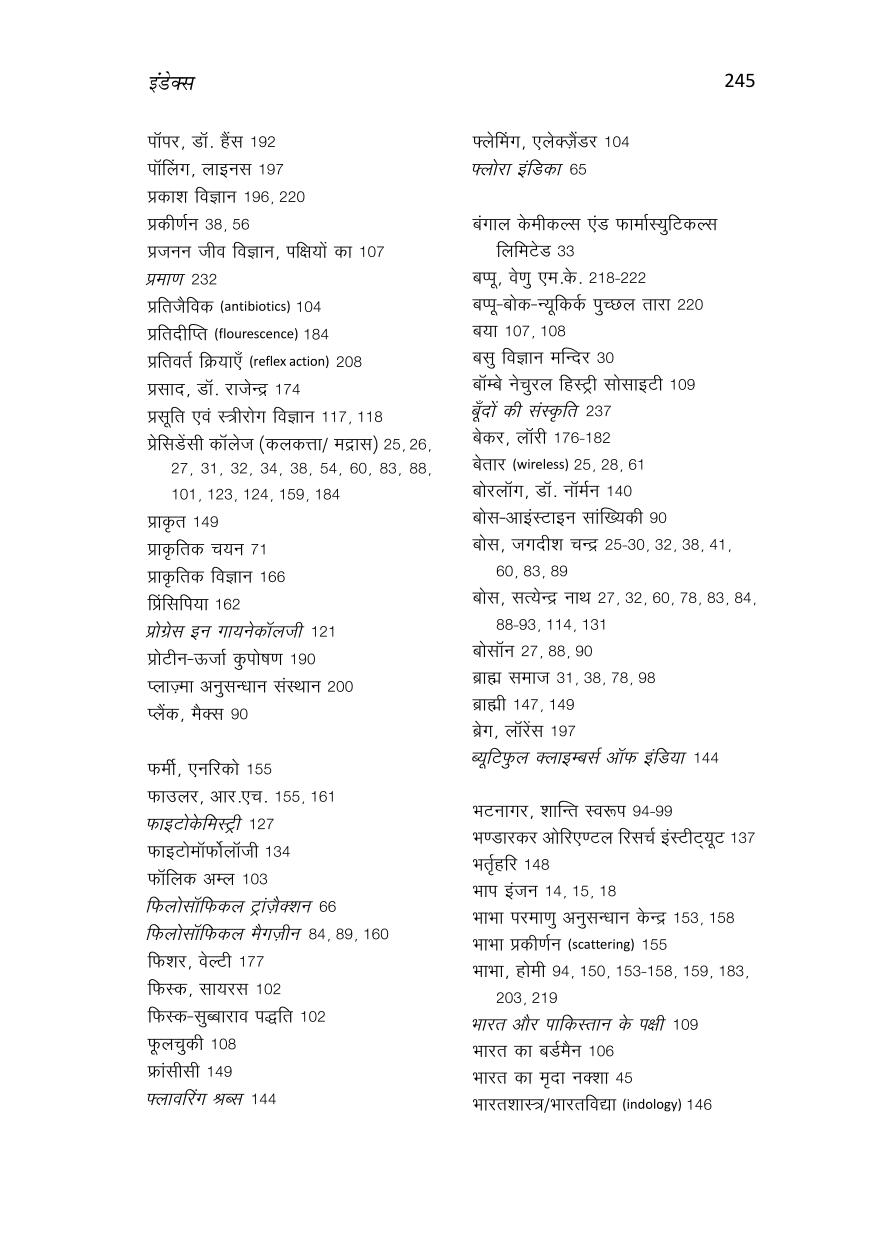 इंडेक्स
245
पॉपर, डॉ. हैंस 192
पॉलिंग, लाइनस 197
प्रकाश विज्ञान 196, 220
प्रकीर्णन 38, 56
प्रजनन जीव विज्ञान, पक्षियों का 107
प्रमाण 232
प्रतिजैविक (antibiotics) 104
प्रतिदीप्ति (flourescence) 184
प्रतिवर्त क्रियाएँ (reflex action) 208
प्रसाद, डॉ. राजेन्द्र 174
प्रसूति एवं स्त्रीरोग विज्ञान 117, 118
प्रेसिडेंसी कॉलेज (कलकत्ता/ मद्रास) 25, 26,
27, 31, 32, 34, 38, 54, 60, 83, 88,
101, 123, 124, 159, 184
प्राकृत 149
प्राकृतिक चयन 71
प्राकृतिक विज्ञान 166
प्रिंसिपिया 162
प्रोग्रेस इन गायनेकॉलजी 121
प्रोटीन-ऊर्जा कुपोषण 190
प्लाज़्मा अनुसन्धान संस्थान 200
प्लैंक, मैक्स 90
फर्मी, एनरिको 155
फाउलर, आर.एच. 155, 161
फाइटोकेमिस्ट्री 127
फाइटोमॉर्फोलॉजी 134
फॉलिक अम्ल 103
फिलोसॉफिकल ट्रांज़ैक्शन 66
फिलोसॉफिकल मैगज़ीन 84, 89, 160
फिशर, वेल्टी 177
फिस्क, सायरस 102
फिस्क-सुब्बाराव पद्धति 102
फूलचुकी 108
फ्रांसीसी 149
फ्लावरिंग श्रब्स 144
फ्लेमिंग, एलेक्ज़ैंडर 104
फ्लोरा इंडिका 65
बंगाल केमीकल्स एंड फार्मास्युटिकल्स
लिमिटेड 33
बप्पू, वेणु एम.के. 218-222
बप्पू-बोक-न्यूकिर्क पुच्छल तारा 220
बया 107, 108
बसु विज्ञान मन्दिर 30
बॉम्बे नेचुरल हिस्ट्री सोसाइटी 109
बूँदों की संस्कृति 237
बेकर, लॉरी 176-182
बेतार (wireless) 25, 28, 61
बोरलॉग, डॉ. नॉर्मन 140
बोस-आइंस्टाइन सांख्यिकी 90
बोस, जगदीश चन्द्र 25-30, 32, 38, 41,
60, 83, 89
बोस, सत्येन्द्र नाथ 27, 32, 60, 78, 83, 84,
88-93, 114, 131
बोसॉन 27, 88, 90
ब्राह्म समाज 31, 38, 78, 98
ब्राह्मी 147, 149
ब्रेग, लॉरेंस 197
ब्यूटिफुल क्लाइम्बर्स ऑफ इंडिया 144
भटनागर, शान्ति स्वरूप 94-99
भण्डारकर ओरिएण्टल रिसर्च इंस्टीट्यूट 137
भर्तृहरि 148
भाप इंजन 14, 15, 18
भाभा परमाणु अनुसन्धान केन्द्र 153, 158
भाभा प्रकीर्णन (scattering) 155
भाभा, होमी 94, 150, 153-158, 159, 183,
203, 219
भारत और पाकिस्तान के पक्षी 109
भारत का बर्डमैन 106
भारत का मृदा नक्शा 45
भारतशास्त्र/भारतविद्या (indology) 146